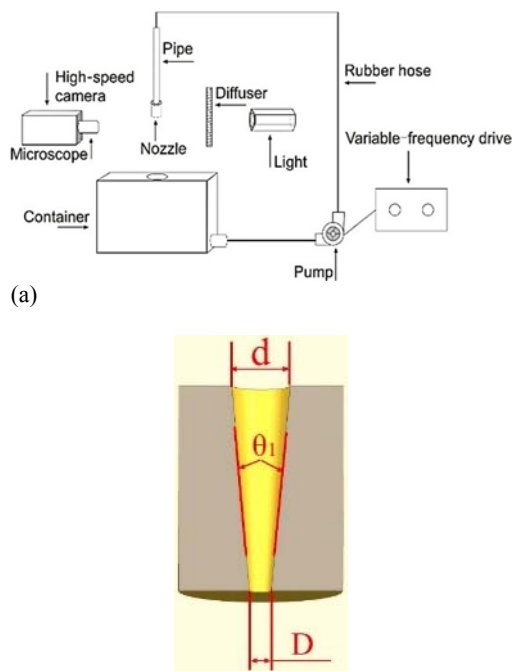 Pipe
High-speed
camera
Diffuser
Rubber hose
Microscope
Nozzle
Light
Variable-frequency drive
Container
Pump
(a)
d
θ1
D